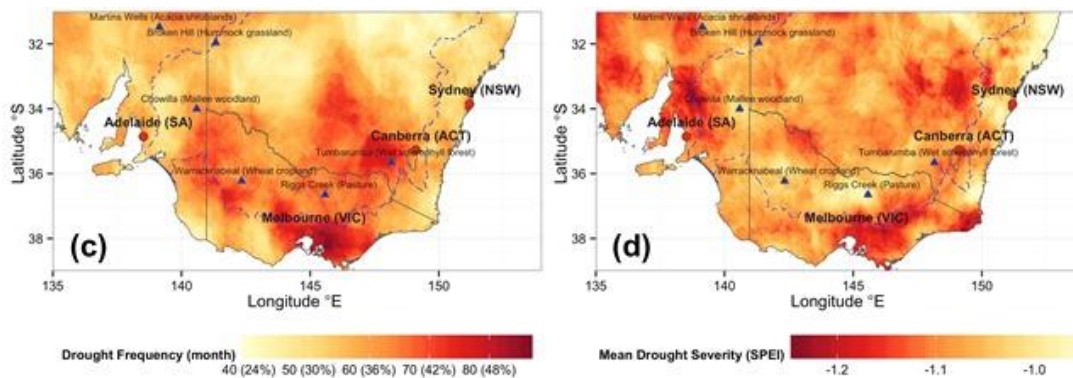 Martins Wells (Acacia shrublands)
Broken Hill (Hummock grassland)
Chowilla (Mallee woodland)
Sydney (NSW)
Adelaide (SA)
Canberra (ACT)
Tumbarumba (Wet sclerophyll forest)
Warracknabeal (Wheat cropland)
Riggs Creek (Pasture)
Melbourne (VIC)
(c)
Latitude °S
32
34
36
38
135
140
145
150
Longitude °E
Drought Frequency (month)
40 (24%) 50 (30%) 60 (36%) 70 (42%) 80 (48%)
Martins Wells (Acacia shrublands)
Broken Hill (Hummock grassland)
Chowilla (Mallee woodland)
Sydney (NSW)
Adelaide (SA)
Canberra (ACT)
Tumbarumba (Wet sclerophyll forest)
Warracknabeal (Wheat cropland)
Riggs Creek (Pasture)
Melbourne (VIC)
(d)
Latitude °S
32
34
36
38
135
140
145
150
Longitude °E
Mean Drought Severity (SPEI)
-1.2 -1.1 -1.0